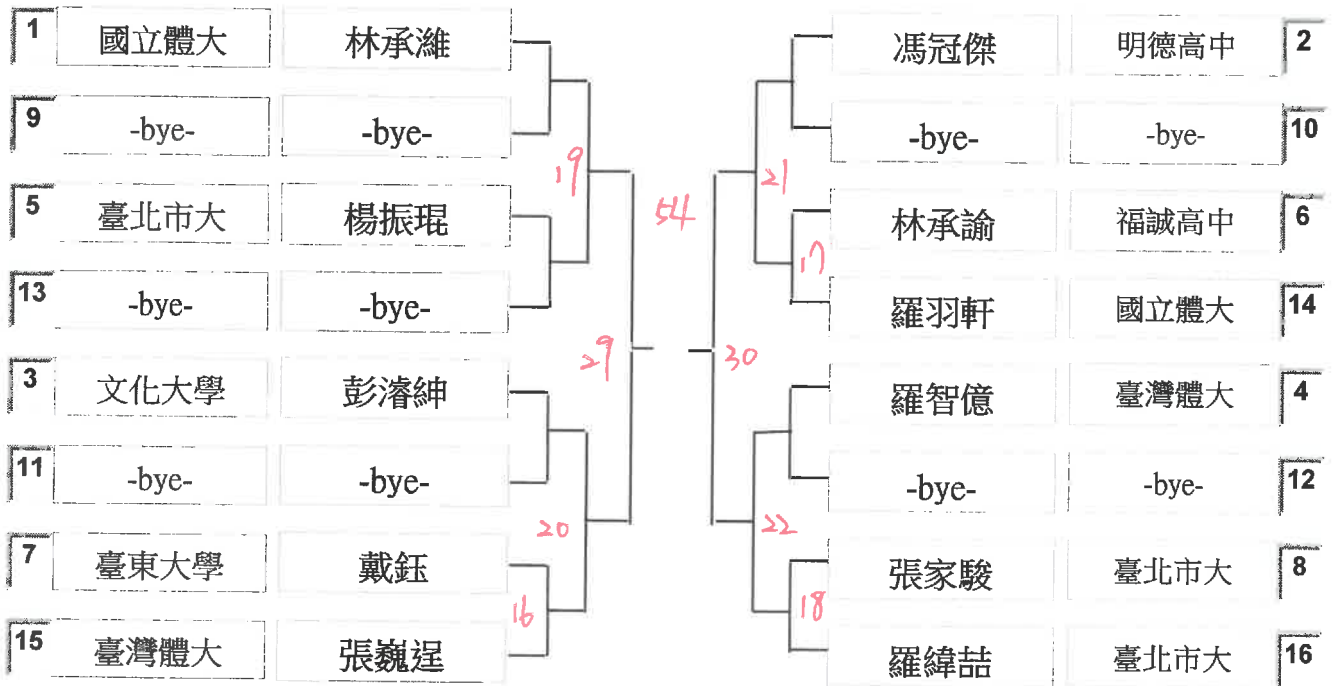 1 國立體大 林承濰
9 -bye- -bye-
5 臺北市大 楊振琨
13 -bye- -bye-
3 文化大學 彭濬紳
11 -bye- -bye-
7 臺東大學 戴鈺
15 臺灣體大 張巍逞
19
29
20
16
54
馮冠傑 明德高中 2
-bye- -bye- 10
林承諭 福誠高中 6
羅羽軒 國立體大 14
羅智億 臺灣體大 4
-bye- -bye- 12
張家駿 臺北市大 8
羅緯喆 臺北市大 16
21
17
30
22
18